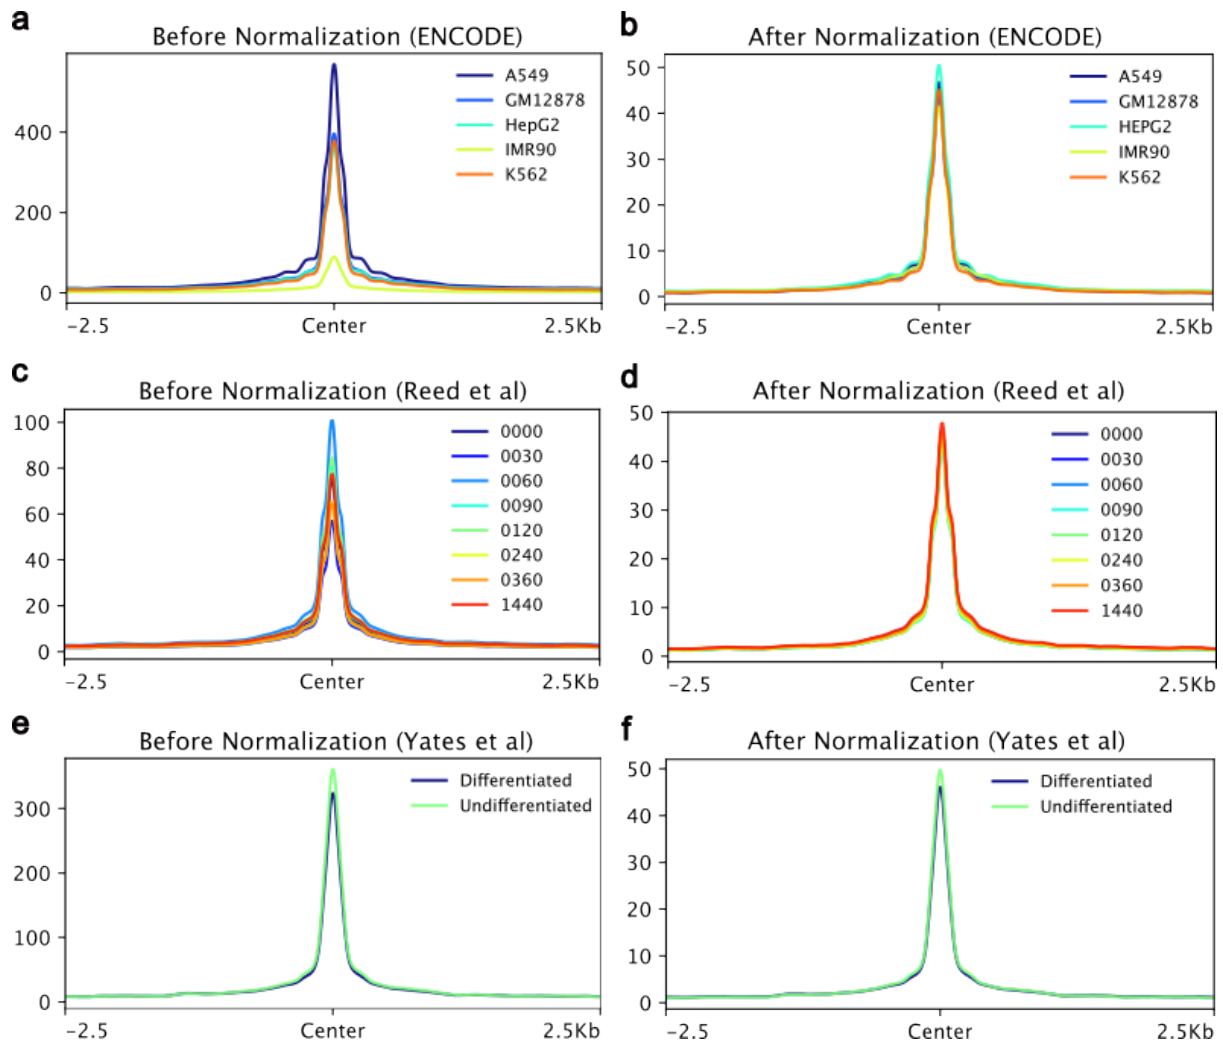 a
Before Normalization (ENCODE)
400
200
0
A549
GM12878
HepG2
IMR90
K562
−2.5
Center
2.5Kb
b
After Normalization (ENCODE)
50
40
30
20
10
0
A549
GM12878
HEPG2
IMR90
K562
−2.5
Center
2.5Kb
c
Before Normalization (Reed et al)
100
80
60
40
20
0
0000
0030
0060
0090
0120
0240
0360
1440
−2.5
Center
2.5Kb
d
After Normalization (Reed et al)
50
40
30
20
10
0
0000
0030
0060
0090
0120
0240
0360
1440
−2.5
Center
2.5Kb
e
Before Normalization (Yates et al)
300
200
100
0
Differentiated
Undifferentiated
−2.5
Center
2.5Kb
f
After Normalization (Yates et al)
50
40
30
20
10
0
Differentiated
Undifferentiated
−2.5
Center
2.5Kb